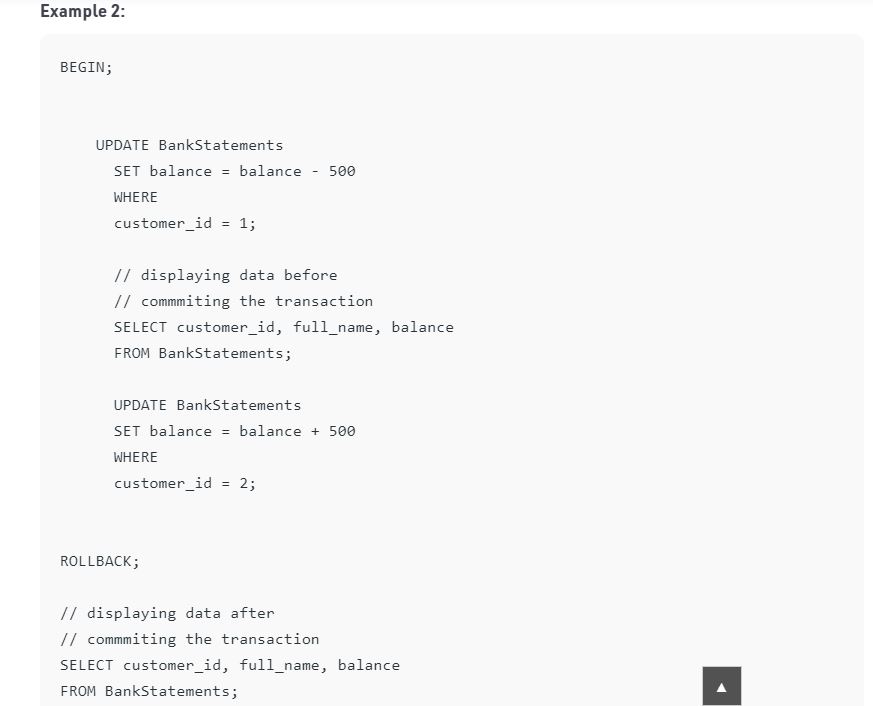 Example 2:
BEGIN;
UPDATE BankStatements
SET balance = balance - 500
WHERE
customer_id = 1;
// displaying data before
// commmiting the transaction
SELECT customer_id, full_name, balance
FROM BankStatements;
UPDATE BankStatements
SET balance = balance + 500
WHERE
customer_id = 2;
ROLLBACK;
// displaying data after
// commmiting the transaction
SELECT customer_id, full_name, balance
FROM BankStatements;